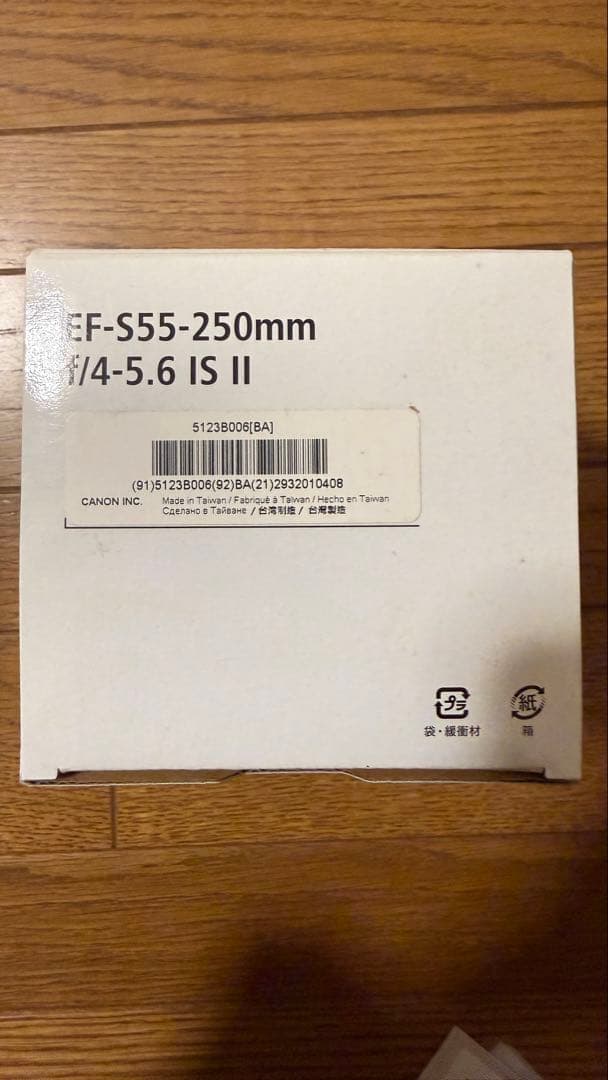 EF-S55-250mm
f/4-5.6 IS II
5123B006[BA]
(91)5123B006(92)BA(21)2932010408
CANON INC. Made in Taiwan / Fabriqué à Taïwan / Hecho en Taiwan
Сделано в Тайване / 台湾制造 / 台灣製造
プラ 紙
袋・緩衝材 箱